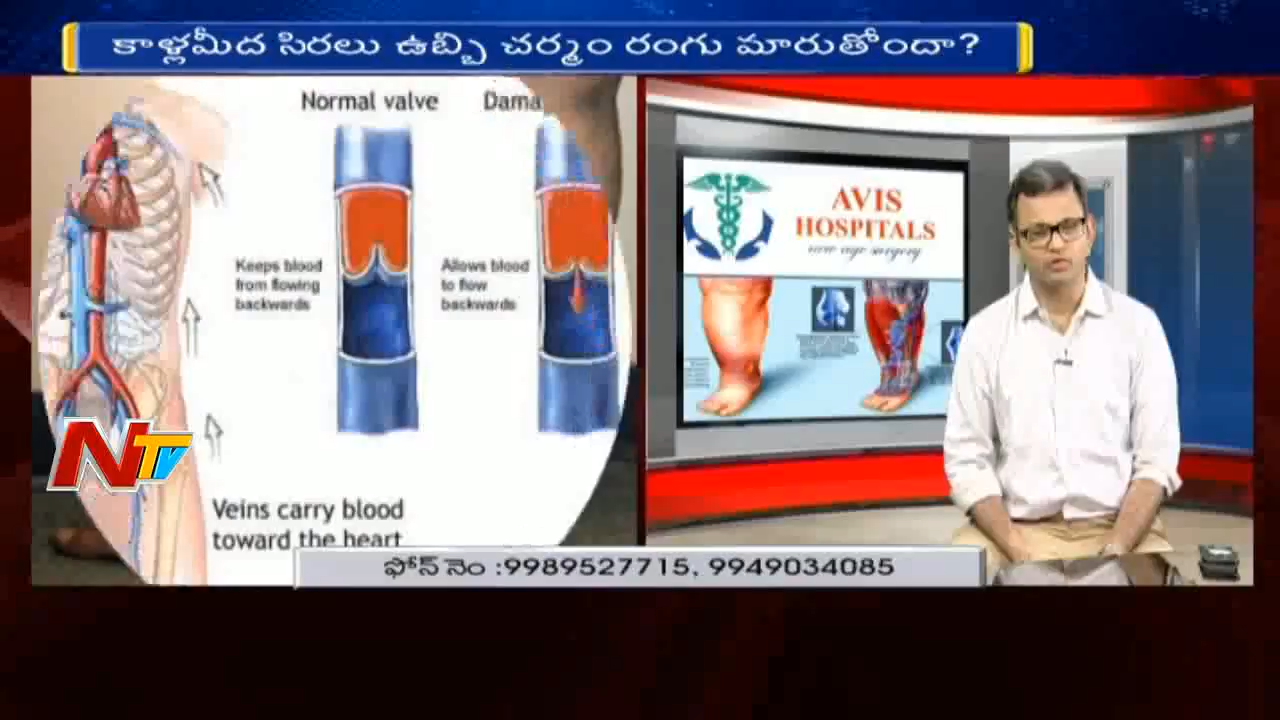 కాళ్లమీద సిరలు ఉబ్బి చర్మం రంగు మారుతోందా?
Normal valve
Dama
Keeps blood
from flowing
backwards
Allows blood
to flow
backwards
Veins carry blood
toward the heart
AVIS
HOSPITALS
new age surgery
NTV
ఫోన్ నెం :9989527715, 9949034085